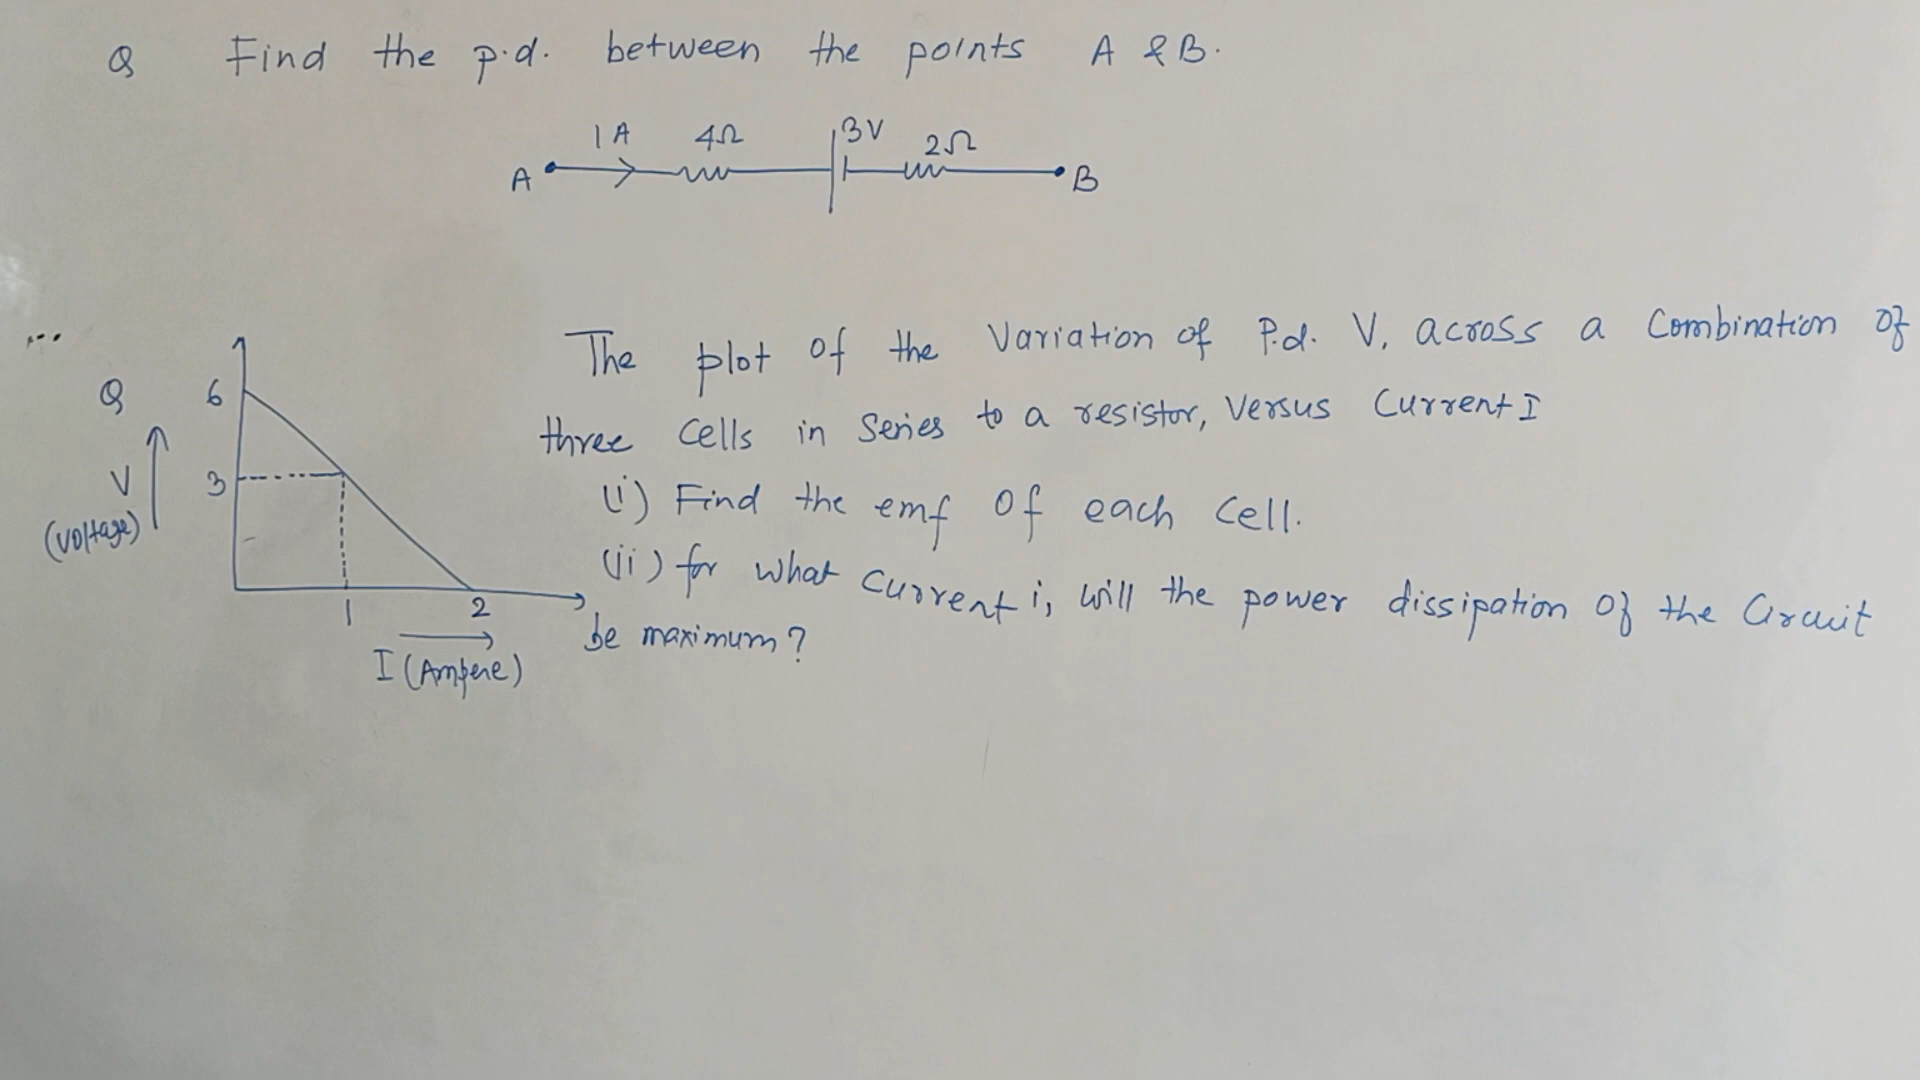 Q Find the p.d. between the points A & B.
1A 4Ω 3V 2Ω
A B
The plot of the Variation of P.d. V, across a Combination of
Q 6 three cells in series to a resistor, Versus Current I
V 3 (i) Find the emf of each cell.
(voltage) (ii) for what current i, will the power dissipation of the Circuit
1 2 be maximum?
I (Ampere)